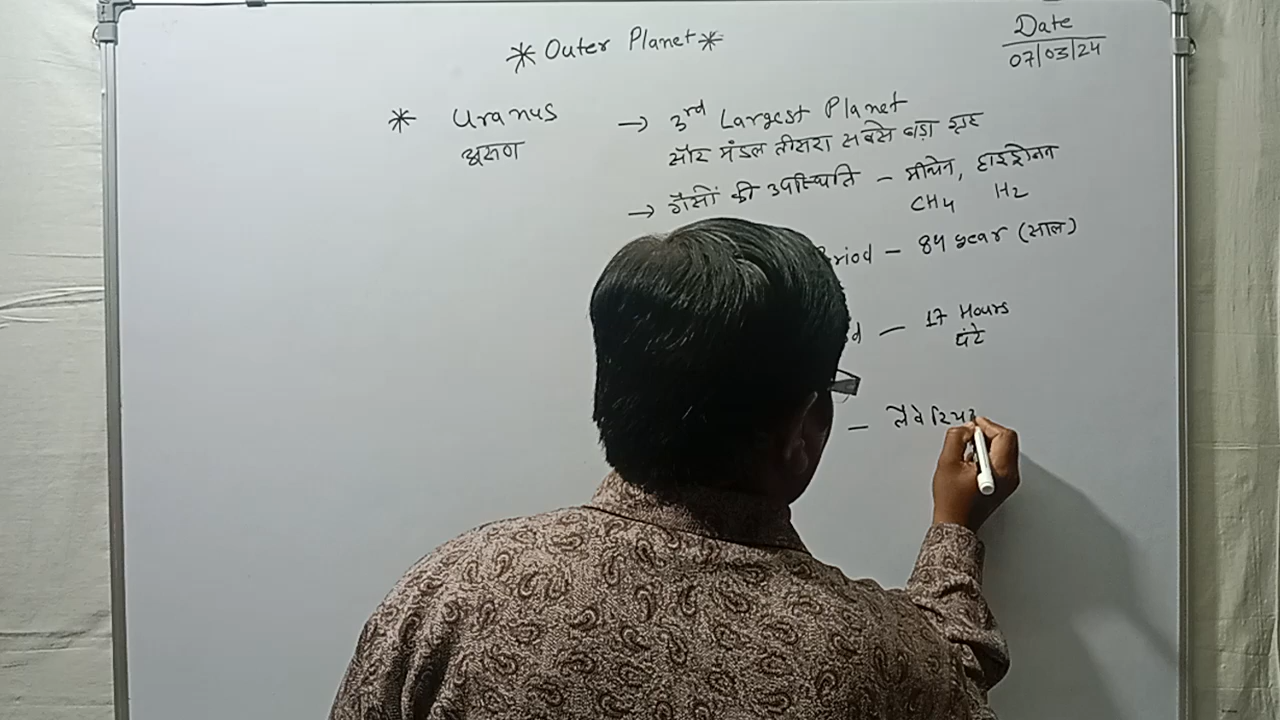 * Outer Planet *
Date
07/03/24
* Uranus → 3rd Largest Planet
अरुण
सौर मंडल तीसरा सबसे बड़ा ग्रह
→ गैसों की उपस्थिति - मीथेन, हाइड्रोजन
CH4 H2
eriod - 84 year (साल)
d - 17 Hours
घंटे